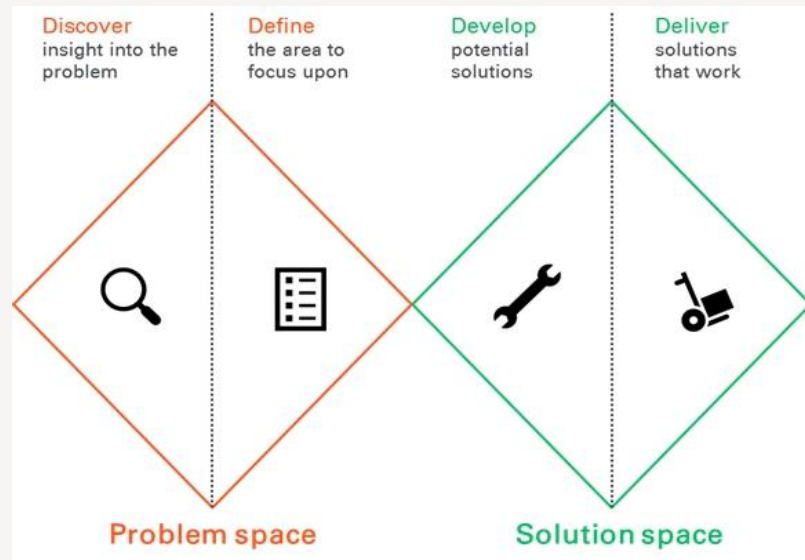 Discover
insight into the
problem
Define
the area to
focus upon
Develop
potential
solutions
Deliver
solutions
that work
Problem space
Solution space